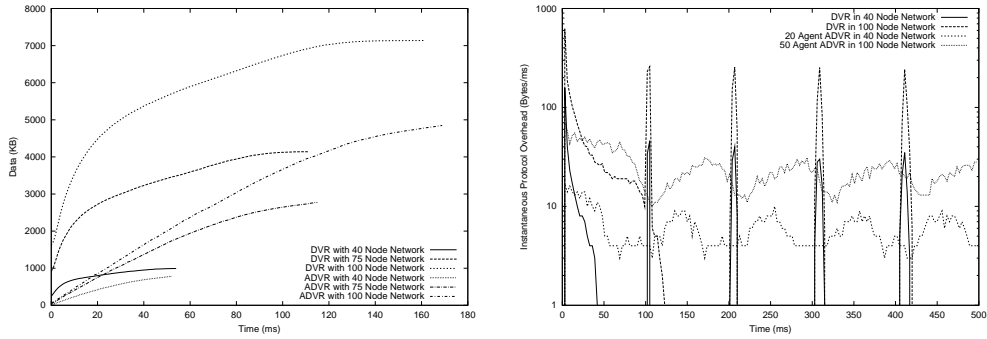 8000
7000
6000
5000
4000
3000
2000
1000
0
Data (KB)
0 20 40 60 80 100 120 140 160 180
Time (ms)
DVR with 40 Node Network
DVR with 75 Node Network
DVR with 100 Node Network
ADVR with 40 Node Network
ADVR with 75 Node Network
ADVR with 100 Node Network
1000
100
10
1
Instantaneous Protocol Overhead (Bytes/ms)
0 50 100 150 200 250 300 350 400 450 500
Time (ms)
DVR in 40 Node Network
DVR in 100 Node Network
20 Agent ADVR in 40 Node Network
50 Agent ADVR in 100 Node Network